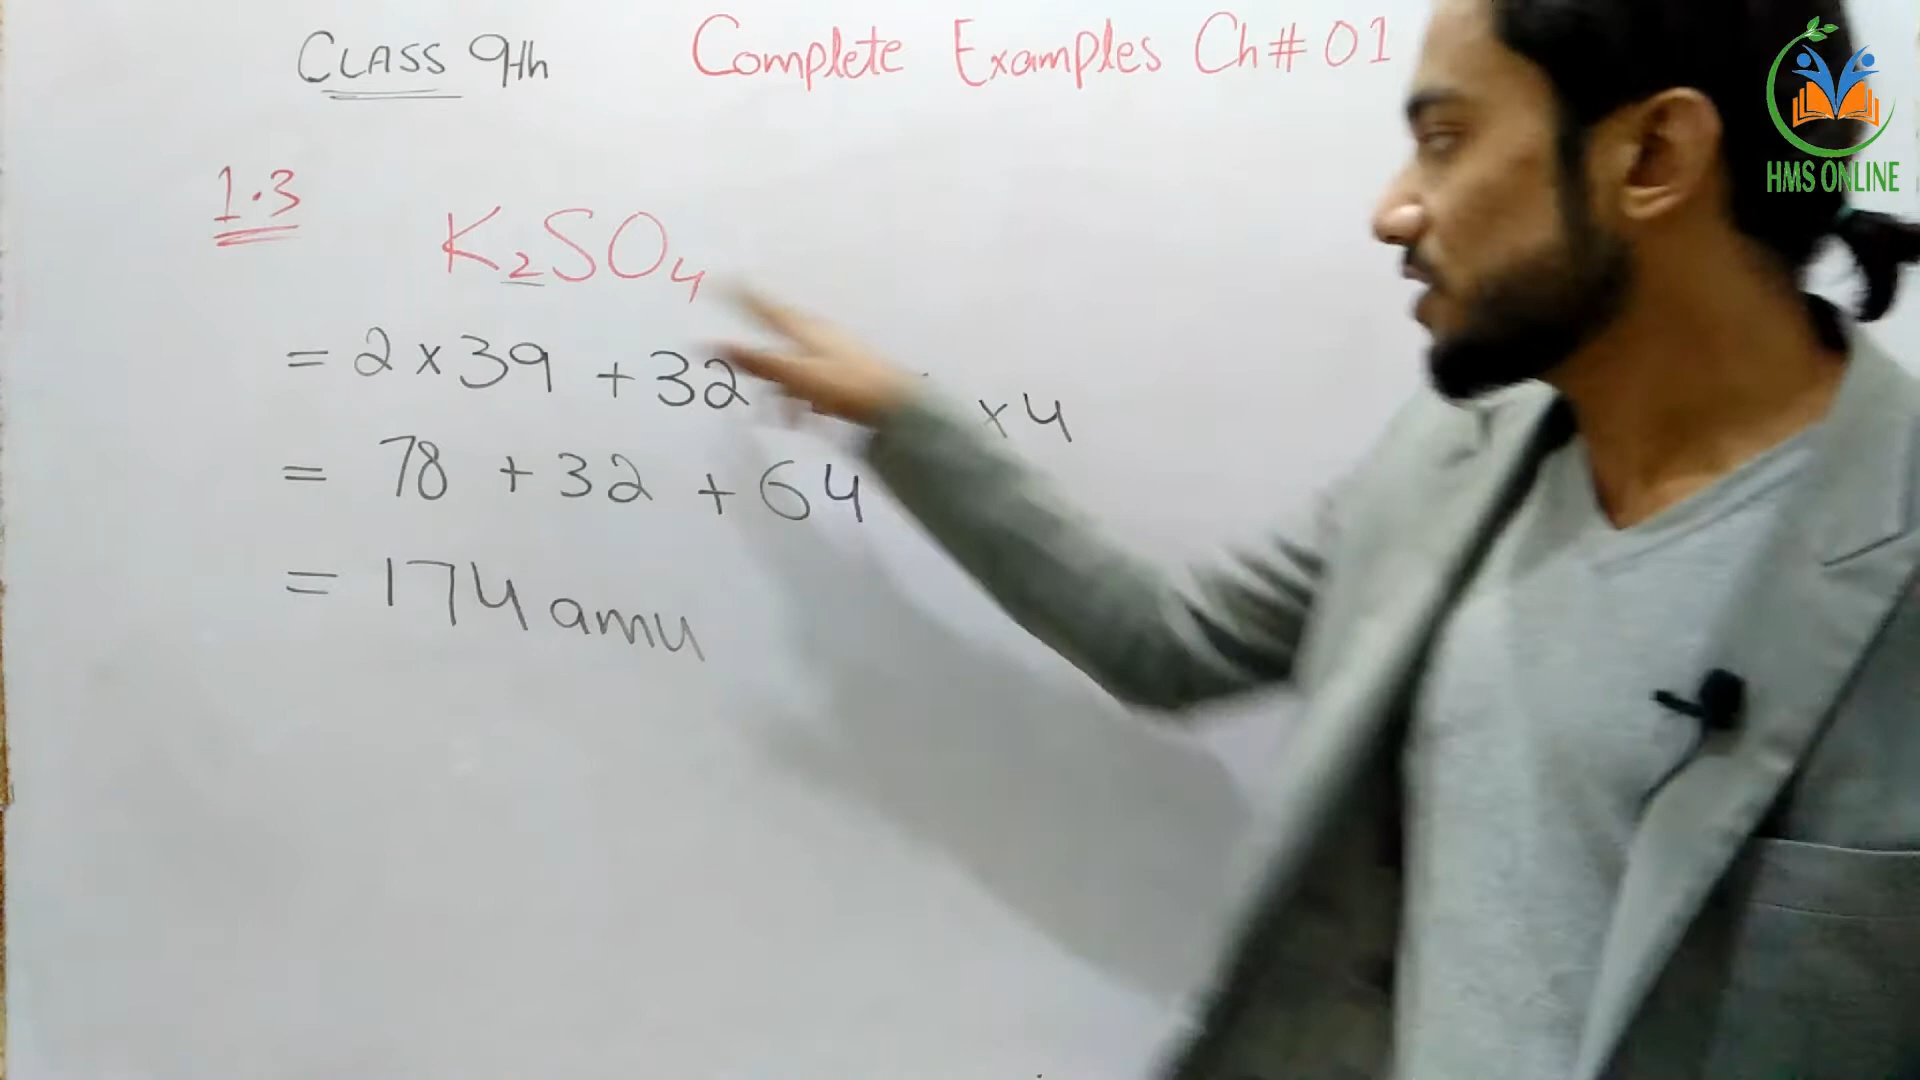 CLASS 9th Complete Examples Ch# 01
HMS ONLINE
1.3
K₂SO₄
= 2×39 +32 ×4
= 78 +32 +64
= 174 amu